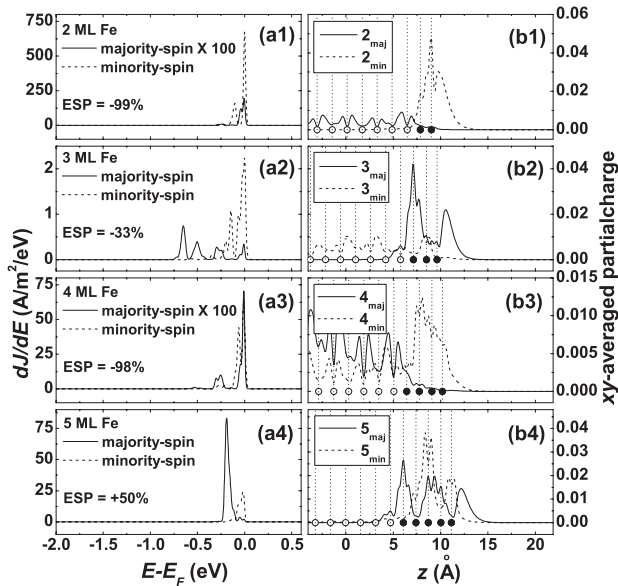 750
500
250
0
2 ML Fe
majority-spin X 100
minority-spin
ESP = -99%
(a1)
2maj
2min
(b1)
0.06
0.04
0.02
0.00
3
2
1
0
3 ML Fe
majority-spin
minority-spin
ESP = -33%
(a2)
3maj
3min
(b2)
0.04
0.02
0.00
75
50
25
0
4 ML Fe
majority-spin X 100
minority-spin
ESP = -98%
(a3)
4maj
4min
(b3)
0.015
0.010
0.005
0.000
75
50
25
0
5 ML Fe
majority-spin
minority-spin
ESP = +50%
(a4)
5maj
5min
(b4)
0.05
0.04
0.03
0.02
0.01
0.00
-2.0 -1.5 -1.0 -0.5 0.0 0.5
0 5 10 15 20
E-EF (eV)
z (Å)
dJ/dE (A/m²/eV)
xy-averaged partialcharge